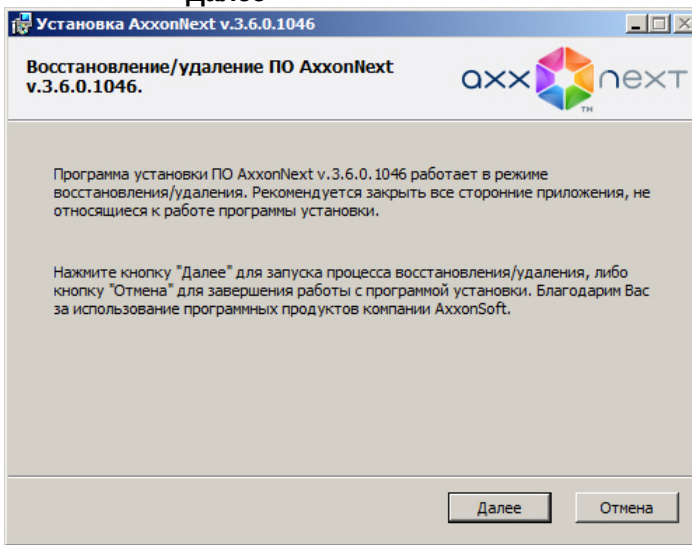 Далее
Установка AxxonNext v.3.6.0.1046
Восстановление/удаление ПО AxxonNext
v.3.6.0.1046.
axxnext
TM
Программа установки ПО AxxonNext v.3.6.0.1046 работает в режиме
восстановления/удаления. Рекомендуется закрыть все сторонние приложения, не
относящиеся к работе программы установки.
Нажмите кнопку "Далее" для запуска процесса восстановления/удаления, либо
кнопку "Отмена" для завершения работы с программой установки. Благодарим Вас
за использование программных продуктов компании AxxonSoft.
Далее
Отмена